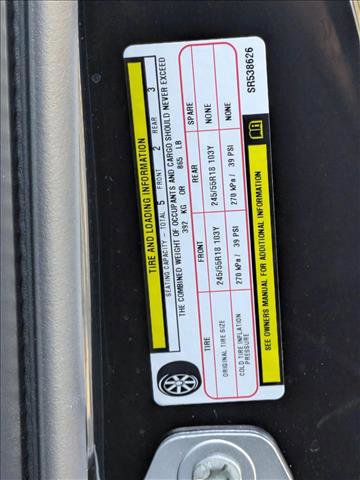 TIRE AND LOADING INFORMATION
SEATING CAPACITY - TOTAL 5 FRONT 2 REAR 3
THE COMBINED WEIGHT OF OCCUPANTS AND CARGO SHOULD NEVER EXCEED
392 KG OR 865 LB
TIRE FRONT REAR SPARE
ORIGINAL TIRE SIZE 245/55R18 103Y 245/55R18 103Y NONE
COLD TIRE INFLATION PRESSURE 270 kPa / 39 PSI 270 kPa / 39 PSI NONE
SEE OWNERS MANUAL FOR ADDITIONAL INFORMATION
SR538626